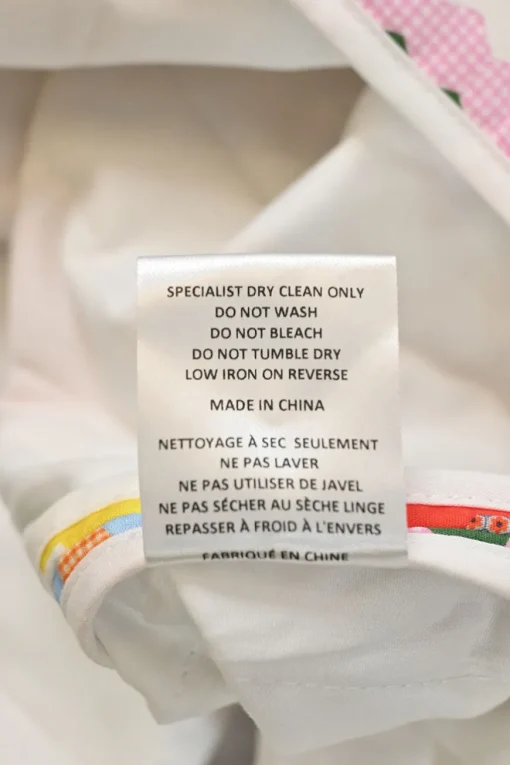 SPECIALIST DRY CLEAN ONLY
DO NOT WASH
DO NOT BLEACH
DO NOT TUMBLE DRY
LOW IRON ON REVERSE
MADE IN CHINA
NETTOYAGE À SEC SEULEMENT
NE PAS LAVER
NE PAS UTILISER DE JAVEL
NE PAS SÉCHER AU SÈCHE LINGE
REPASSER À FROID À L'ENVERS
FABRIQUÉ EN CHINE